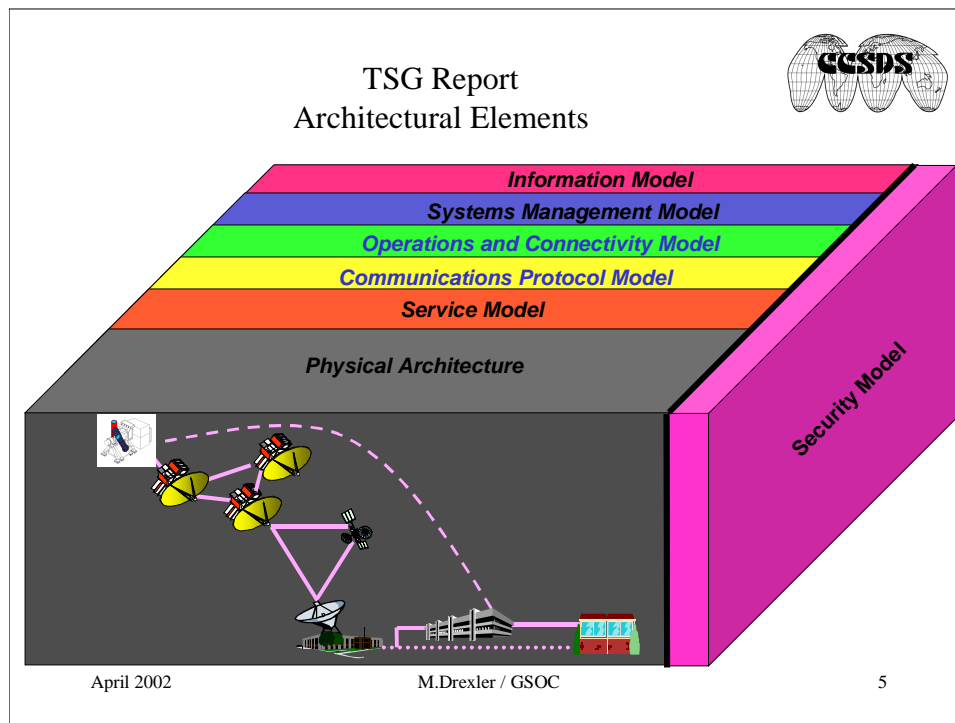 TSG Report
Architectural Elements
CCSDS
Information Model
Systems Management Model
Operations and Connectivity Model
Communications Protocol Model
Service Model
Physical Architecture
Security Model
April 2002
M.Drexler / GSOC
5